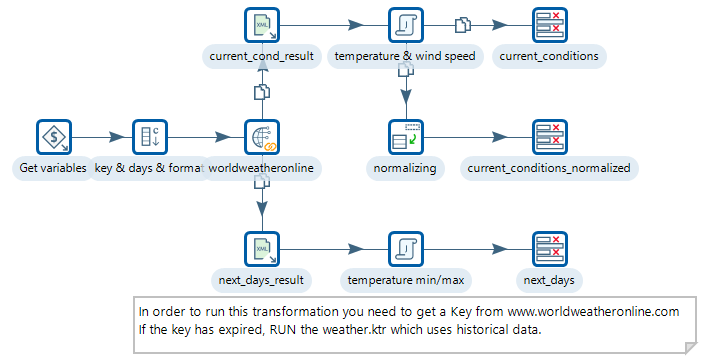 current_cond_result
temperature & wind speed
current_conditions
Get variables
key & days & format
worldweatheronline
normalizing
current_conditions_normalized
next_days_result
temperature min/max
next_days
In order to run this transformation you need to get a Key from www.worldweatheronline.com
If the key has expired, RUN the weather.ktr which uses historical data.